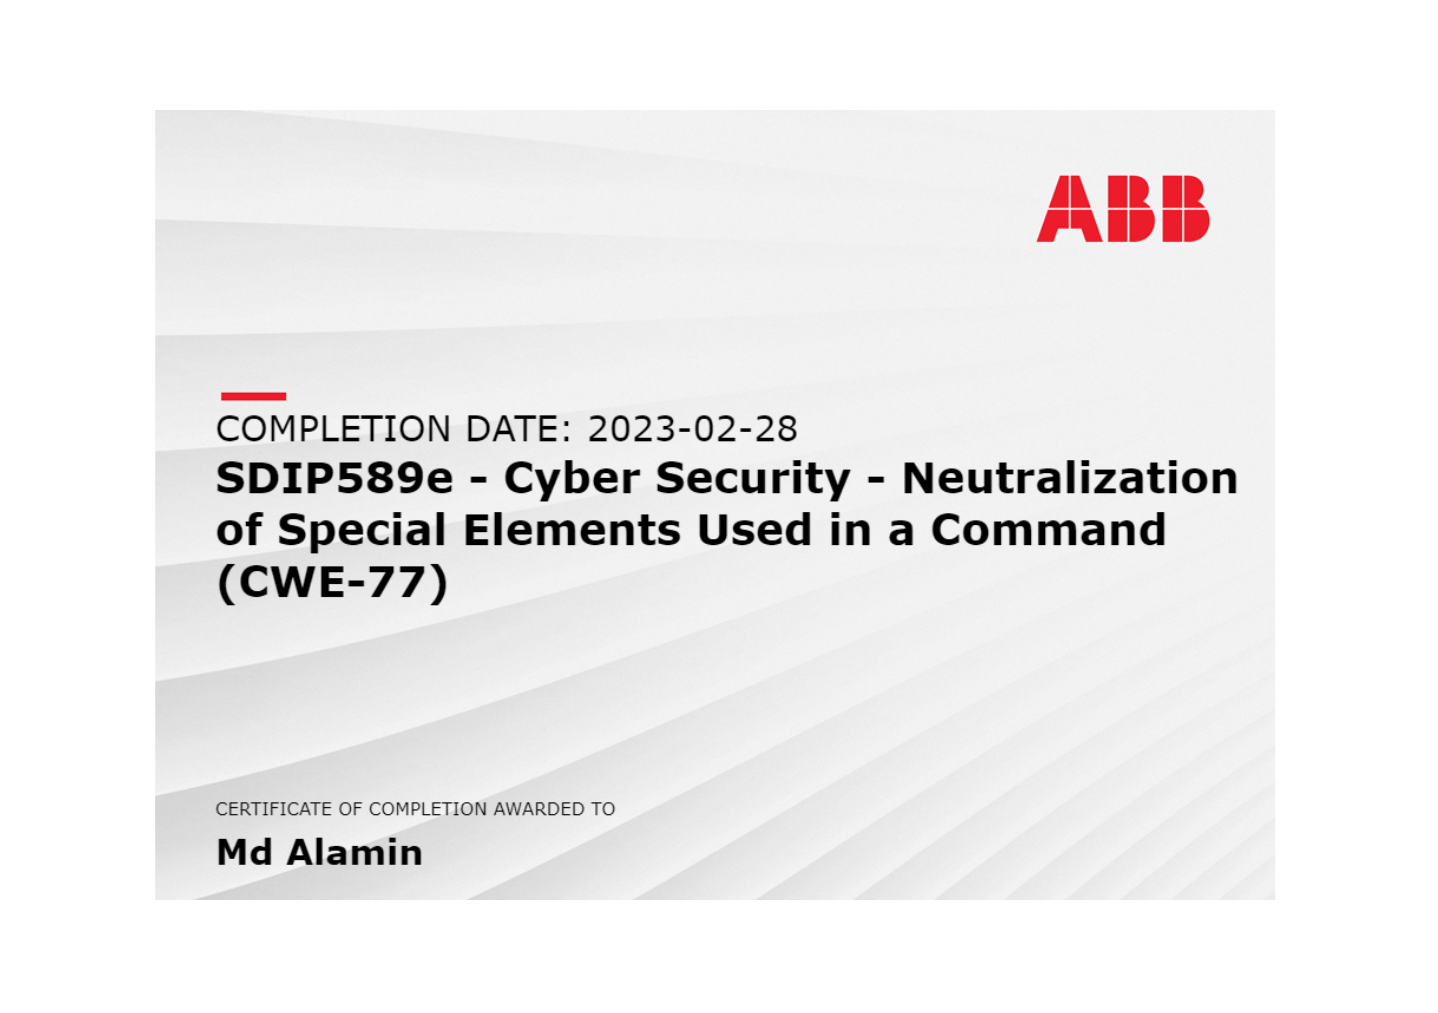 ABB
COMPLETION DATE: 2023-02-28
SDIP589e - Cyber Security - Neutralization
of Special Elements Used in a Command
(CWE-77)
CERTIFICATE OF COMPLETION AWARDED TO
Md Alamin